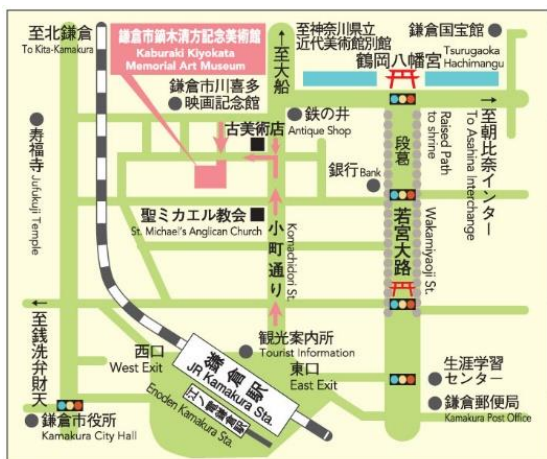 至北鎌倉
To Kita-Kamakura
鎌倉市鏑木清方記念美術館
Kaburaki Kiyokata
Memorial Art Museum
至大船
至神奈川県立
近代美術館別館
鎌倉国宝館
鶴岡八幡宮
Tsurugaoka
Hachimangu
鎌倉市川喜多
映画記念館
鉄の井
古美術店
Antique Shop
寿福寺
Jufukuji Temple
銀行 Bank
段葛
Raised Path
to shrine
至朝比奈インター
To Asahina Interchange
聖ミカエル教会
St. Michael's Anglican Church
小町通り
Komachidori St.
若宮大路
Wakamiyaoji St.
至銭洗弁財天
西口
West Exit
鎌倉駅
JR Kamakura Sta.
江ノ電鎌倉駅
Enoden Kamakura Sta.
観光案内所
Tourist Information
東口
East Exit
生涯学習
センター
鎌倉郵便局
Kamakura Post Office
鎌倉市役所
Kamakura City Hall